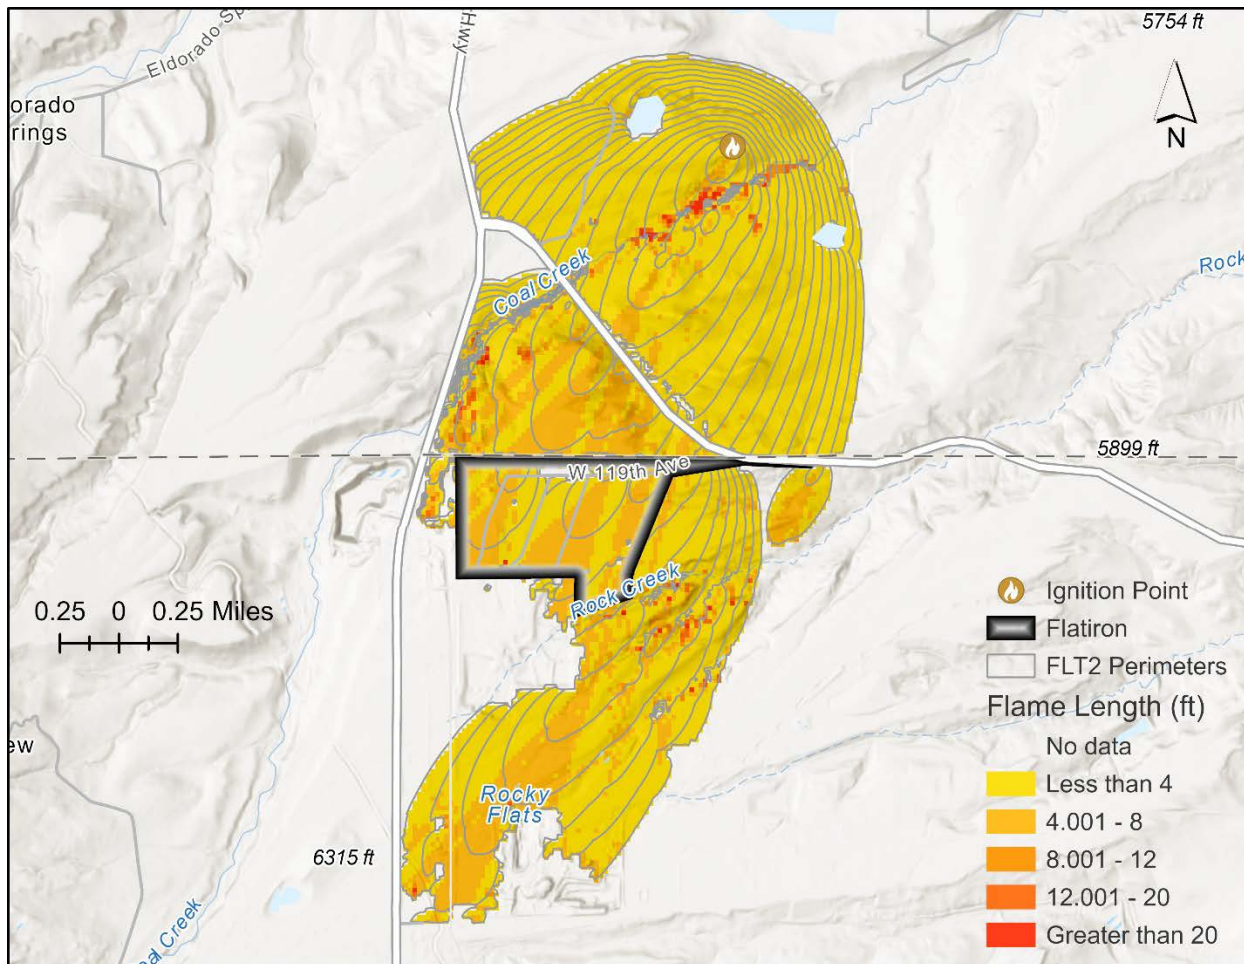 5754 ft
Hwy
Eldorado Sp
orado
rings
N
Coal Creek
Rock
W 119th Ave
5899 ft
Rock Creek
0.25 0 0.25 Miles
Ignition Point
Flatiron
FLT2 Perimeters
Flame Length (ft)
No data
Less than 4
4.001 - 8
8.001 - 12
12.001 - 20
Greater than 20
ew
Rocky
Flats
6315 ft
oal Creek